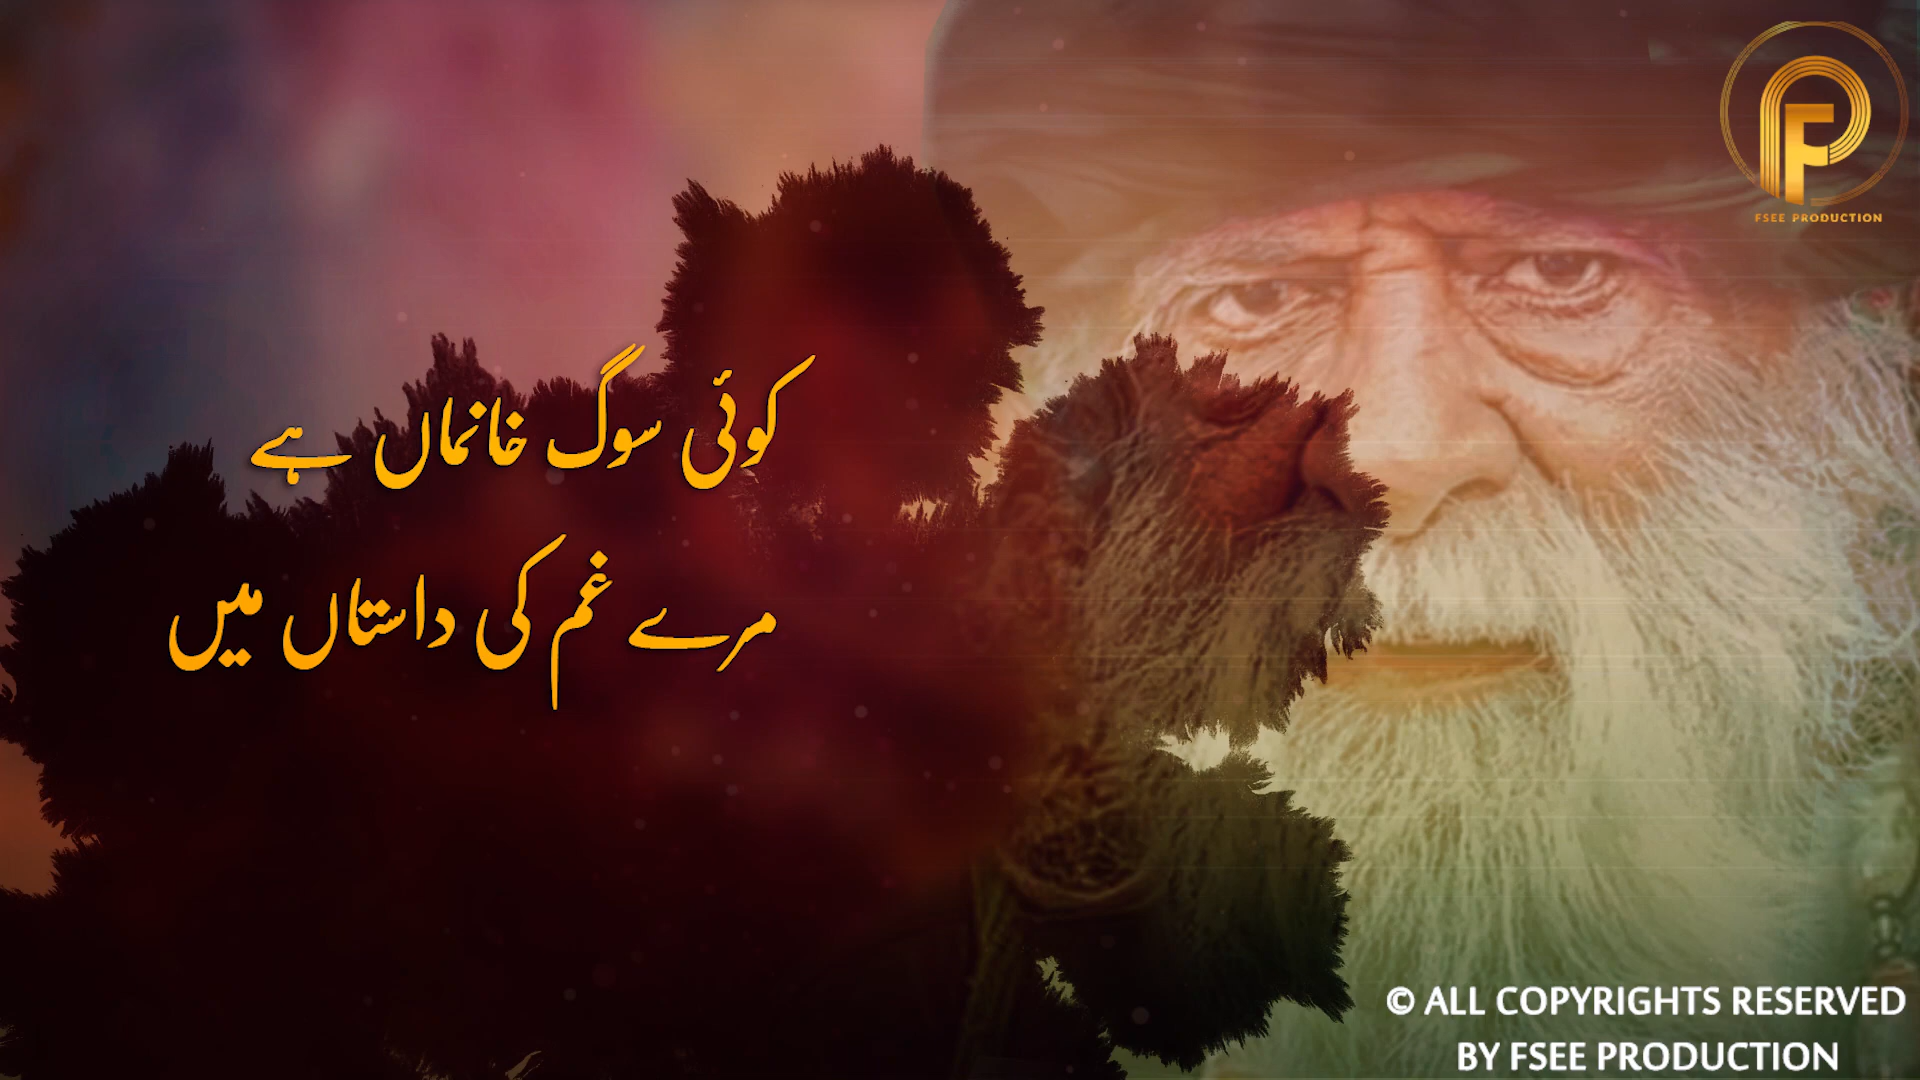 FSEE PRODUCTION
کوئی سوگ خانماں ہے
مرے غم کی داستاں میں
© ALL COPYRIGHTS RESERVED
BY FSEE PRODUCTION